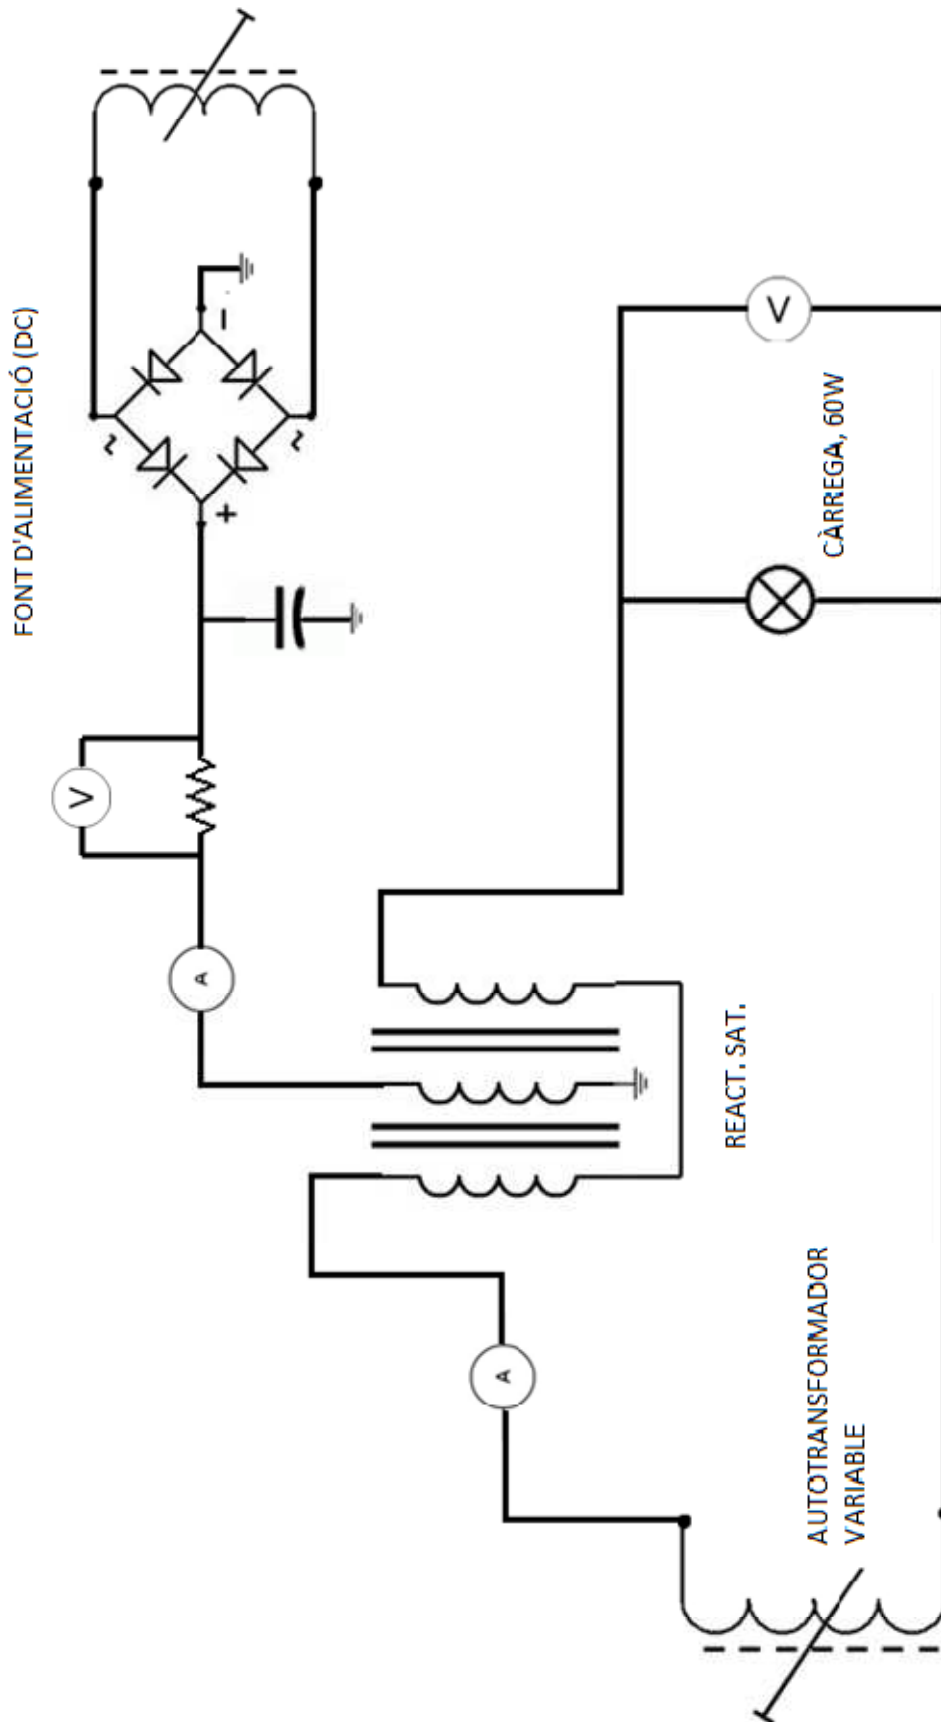 FONT D'ALIMENTACIÓ (DC)
~
~
−
+
V
A
V
CÀRREGA, 60W
REACT. SAT.
A
AUTOTRANSFORMADOR
VARIABLE